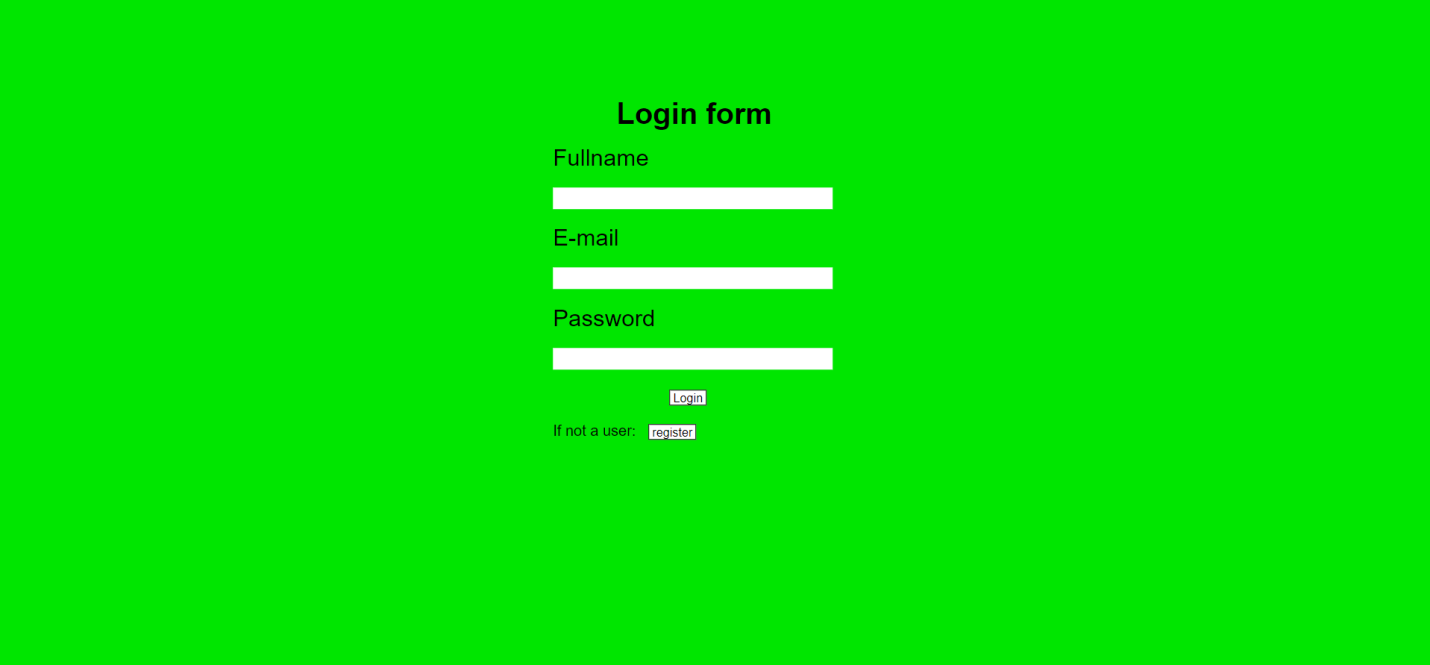 Login form
Fullname
E-mail
Password
Login
If not a user: register